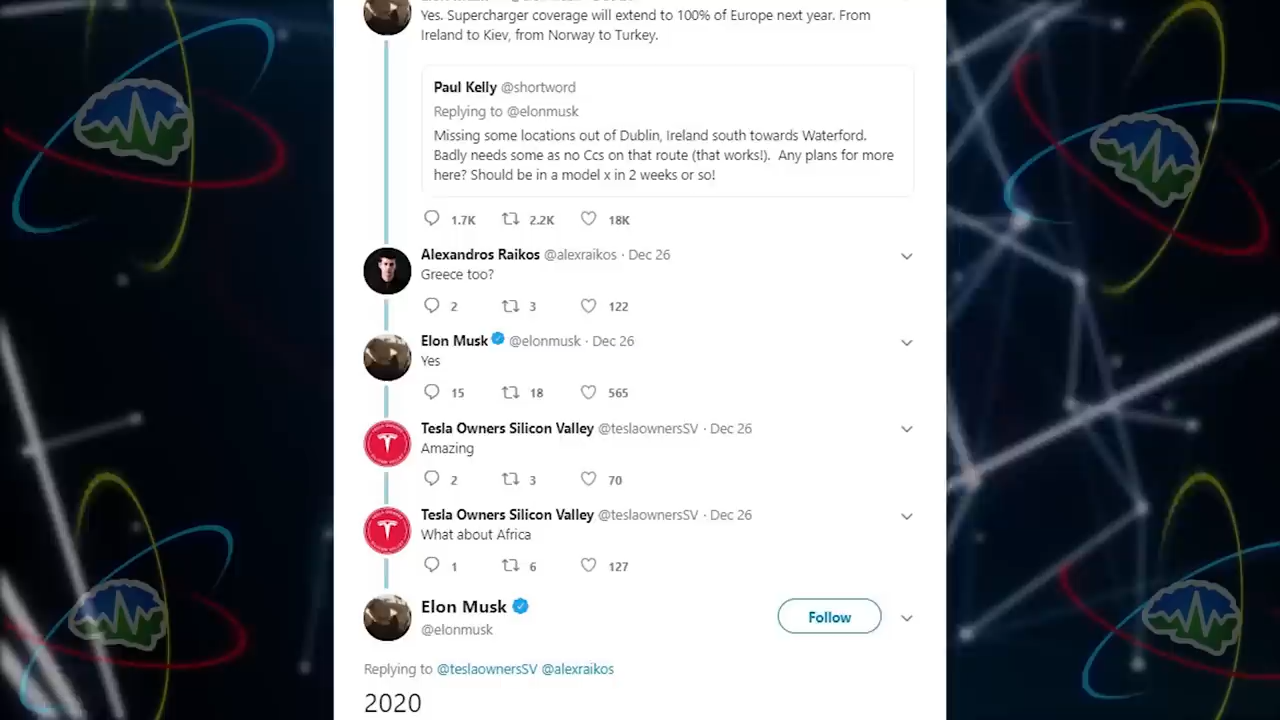 Yes. Supercharger coverage will extend to 100% of Europe next year. From
Ireland to Kiev, from Norway to Turkey.
Paul Kelly @shortword
Replying to @elonmusk
Missing some locations out of Dublin, Ireland south towards Waterford.
Badly needs some as no Ccs on that route (that works!). Any plans for more
here? Should be in a model x in 2 weeks or so!
1.7K 2.2K 18K
Alexandros Raikos @alexraikos · Dec 26
Greece too?
2 3 122
Elon Musk @elonmusk · Dec 26
Yes
15 18 565
Tesla Owners Silicon Valley @teslaownersSV · Dec 26
Amazing
2 3 70
Tesla Owners Silicon Valley @teslaownersSV · Dec 26
What about Africa
1 6 127
Elon Musk
@elonmusk
Follow
Replying to @teslaownersSV @alexraikos
2020